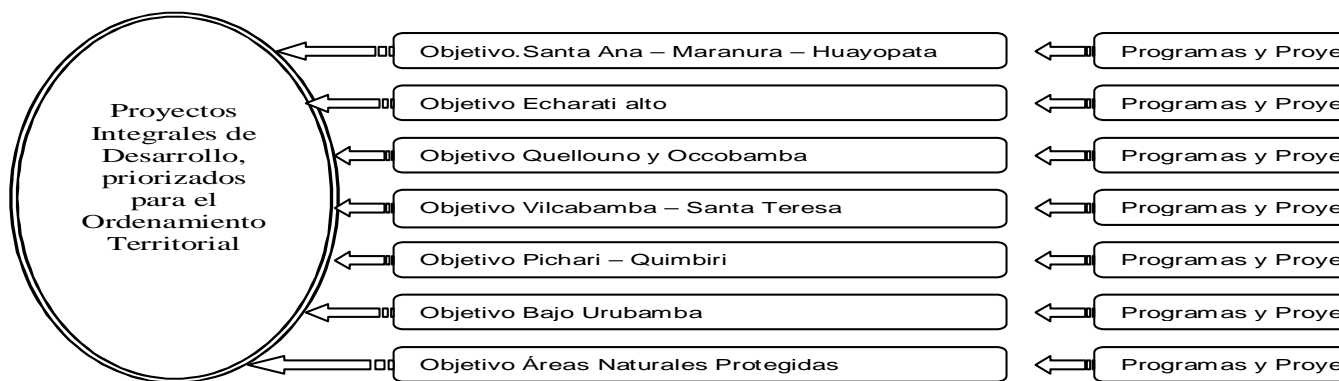 Proyectos
Integrales de
Desarrollo,
priorizados
para el
Ordenamiento
Territorial
Objetivo.Santa Ana – Maranura – Huayopata
Programas y Proye
Objetivo Echarati alto
Programas y Proye
Objetivo Quellouno y Occobamba
Programas y Proye
Objetivo Vilcabamba – Santa Teresa
Programas y Proye
Objetivo Pichari – Quimbiri
Programas y Proye
Objetivo Bajo Urubamba
Programas y Proye
Objetivo Áreas Naturales Protegidas
Programas y Proye